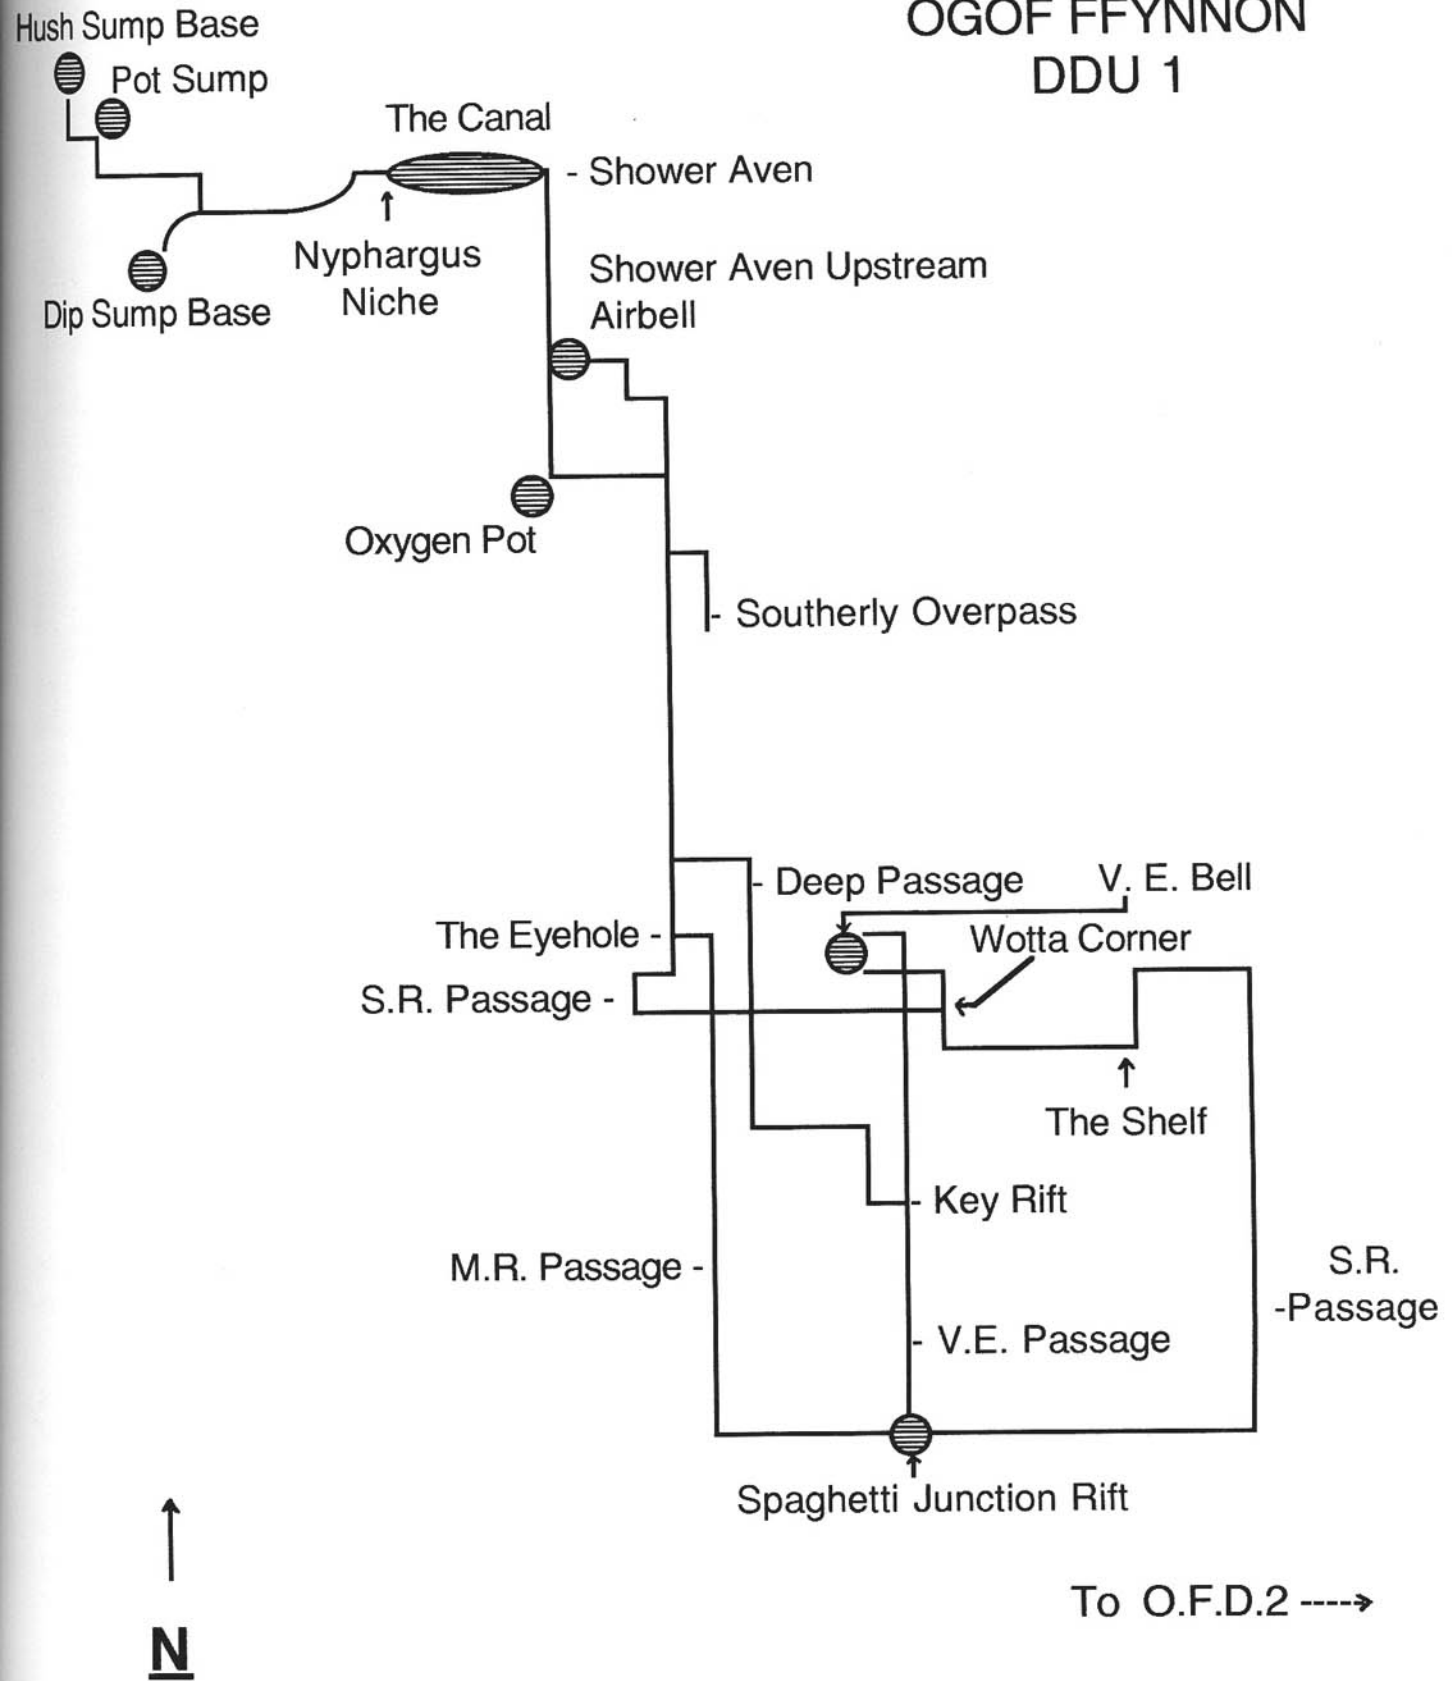 OGOF FFYNNON
DDU 1
Hush Sump Base
Pot Sump
The Canal
- Shower Aven
Nyphargus
Niche
Shower Aven Upstream
Airbell
Dip Sump Base
Oxygen Pot
- Southerly Overpass
- Deep Passage
V. E. Bell
The Eyehole -
Wotta Corner
S.R. Passage -
The Shelf
- Key Rift
M.R. Passage -
S.R.
-Passage
- V.E. Passage
Spaghetti Junction Rift
To O.F.D.2 ---->
N